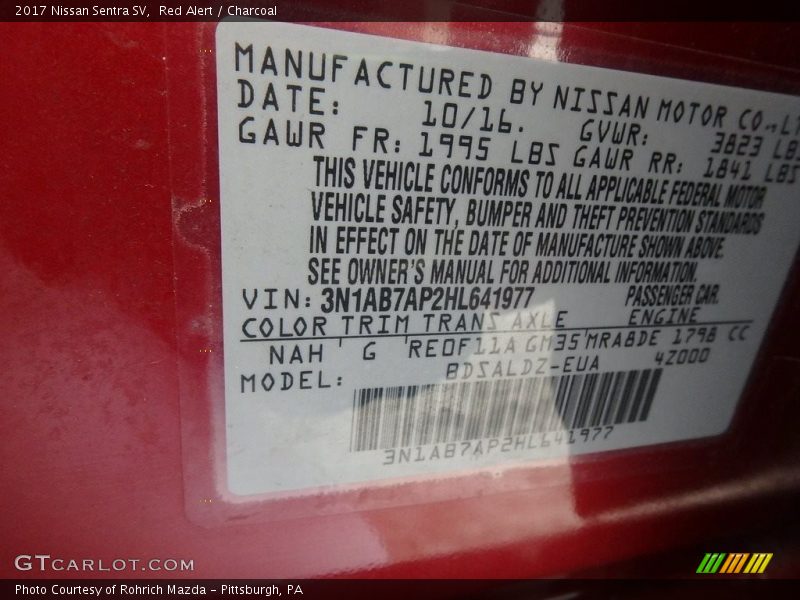 2017 Nissan Sentra SV, Red Alert / Charcoal
MANUFACTURED BY NISSAN MOTOR CO.,LT
DATE: 10/16. GVWR: 3823 LBS
GAWR FR: 1995 LBS GAWR RR: 1841 LBS
THIS VEHICLE CONFORMS TO ALL APPLICABLE FEDERAL MOTOR
VEHICLE SAFETY, BUMPER AND THEFT PREVENTION STANDARDS
IN EFFECT ON THE DATE OF MANUFACTURE SHOWN ABOVE.
SEE OWNER'S MANUAL FOR ADDITIONAL INFORMATION.
VIN: 3N1AB7AP2HL641977 PASSENGER CAR.
COLOR TRIM TRANS AXLE ENGINE
NAH ' G 'RE0F11A GM35'MRA8DE 1798 CC
MODEL: BDSALDZ-EUA 4Z000
3N1AB7AP2HL641977
GTCARLOT.COM
Photo Courtesy of Rohrich Mazda - Pittsburgh, PA